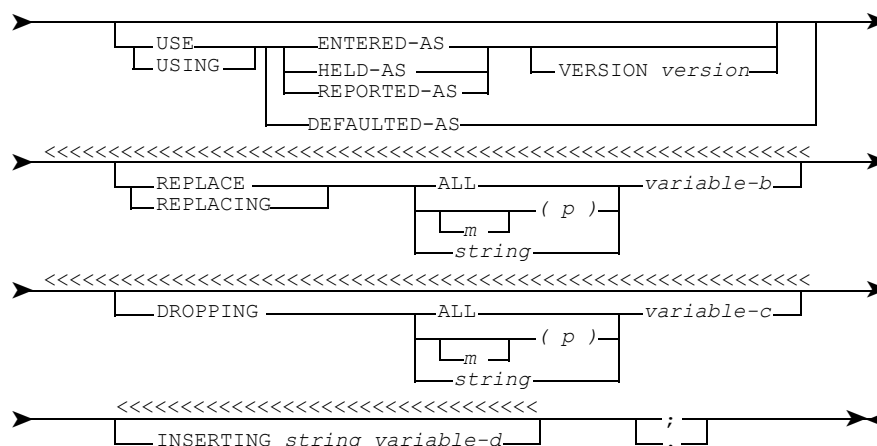 USE ENTERED-AS
USING HELD-AS VERSION version
REPORTED-AS
DEFAULTED-AS
<<<<<<<<<<<<<<<<<<<<<<<<<<<<<<<<<<<<<<<<<<<<<<<<<<<<<<<<<<<<
REPLACE ALL variable-b
REPLACING m ( p )
string
<<<<<<<<<<<<<<<<<<<<<<<<<<<<<<<<<<<<<<<<<<<<<<<<<<<<<<<<<<<<
DROPPING ALL variable-c
m ( p )
string
<<<<<<<<<<<<<<<<<<<<<<<<<<<<<<<<<
INSERTING string variable-d ;
.